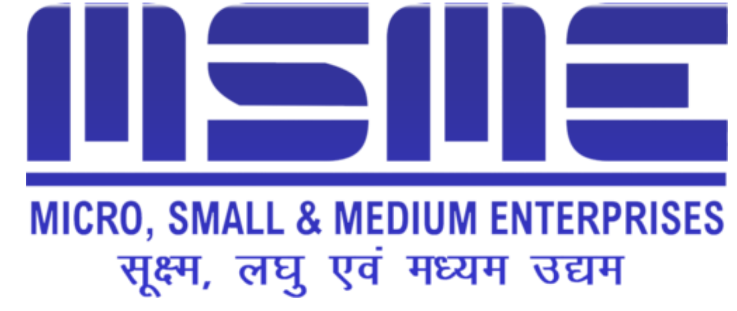 MSME
MICRO, SMALL & MEDIUM ENTERPRISES
सूक्ष्म, लघु एवं मध्यम उद्यम